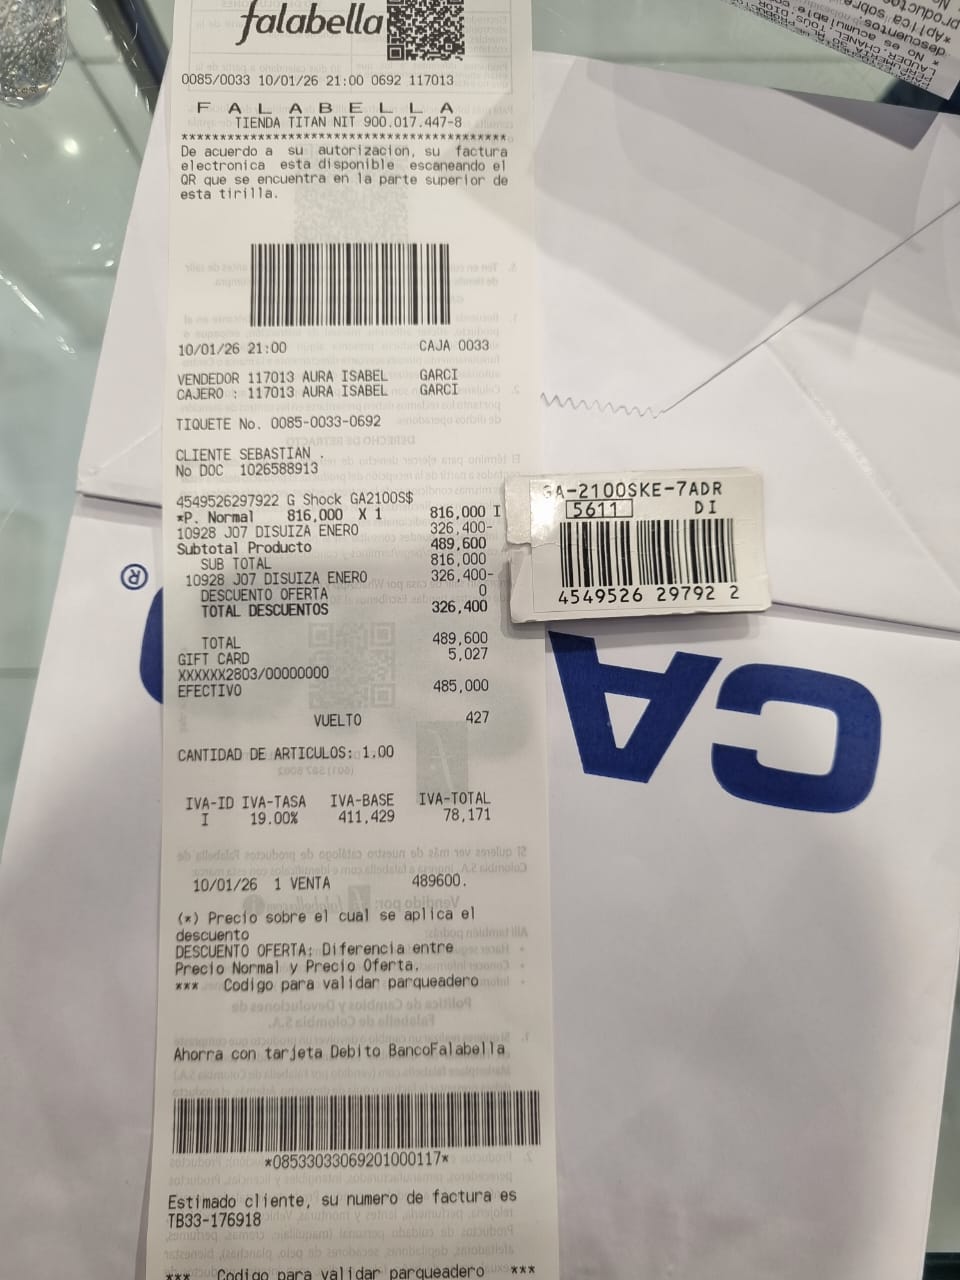 falabella
0085/0033 10/01/26 21:00 0692 117013
F A L A B E L L A
TIENDA TITAN NIT 900.017.447-8
***************************************
De acuerdo a su autorizacion, su factura
electronica esta disponible escaneando el
QR que se encuentra en la parte superior de
esta tirilla.
10/01/26 21:00 CAJA 0033
VENDEDOR 117013 AURA ISABEL GARCI
CAJERO : 117013 AURA ISABEL GARCI
TIQUETE No. 0085-0033-0692
CLIENTE SEBASTIAN .
No DOC 1026588913
4549526297922 G Shock GA2100S$
*P. Normal 816,000 X 1 816,000 I
10928 J07 DISUIZA ENERO 326,400-
Subtotal Producto 489,600
SUB TOTAL 816,000
10928 J07 DISUIZA ENERO 326,400-
DESCUENTO OFERTA 0
TOTAL DESCUENTOS 326,400
TOTAL 489,600
GIFT CARD 5,027
XXXXXX2803/00000000
EFECTIVO 485,000
VUELTO 427
CANTIDAD DE ARTICULOS: 1.00
IVA-ID IVA-TASA IVA-BASE IVA-TOTAL
I 19.00% 411,429 78,171
10/01/26 1 VENTA 489600.
(*) Precio sobre el cual se aplica el
descuento
DESCUENTO OFERTA: Diferencia entre
Precio Normal y Precio Oferta.
*** Codigo para validar parqueadero
Ahorra con tarjeta Debito BancoFalabella
*08533033069201000117*
Estimado cliente, su numero de factura es
TB33-176918
*** Codigo para validar parqueadero ***
GA-2100SKE-7ADR
5611 DI
4549526 29792 2
®
CA